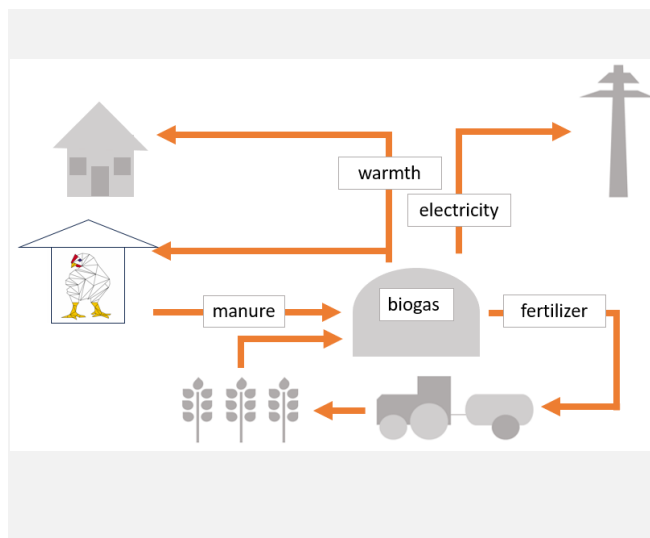 warmth
electricity
manure
biogas
fertilizer